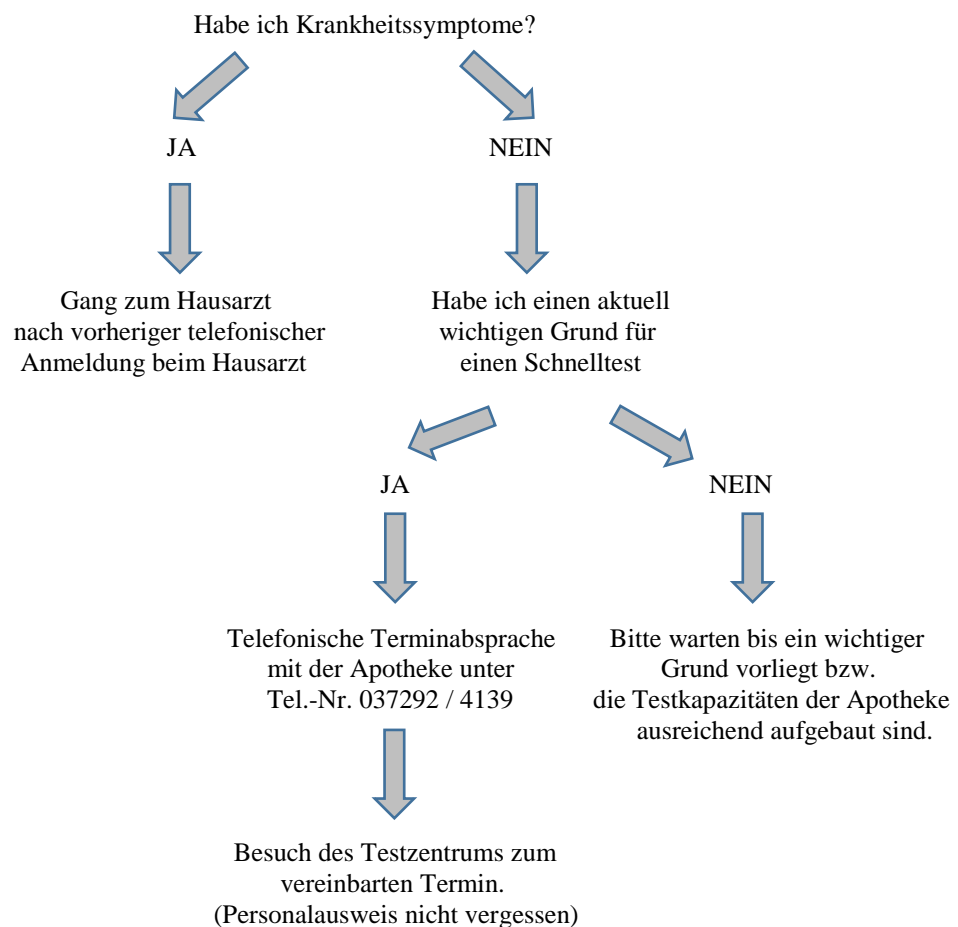 Habe ich Krankheitssymptome?
JA
NEIN
Gang zum Hausarzt
nach vorheriger telefonischer
Anmeldung beim Hausarzt
Habe ich einen aktuell
wichtigen Grund für
einen Schnelltest
JA
NEIN
Telefonische Terminabsprache
mit der Apotheke unter
Tel.-Nr. 037292 / 4139
Bitte warten bis ein wichtiger
Grund vorliegt bzw.
die Testkapazitäten der Apotheke
ausreichend aufgebaut sind.
Besuch des Testzentrums zum
vereinbarten Termin.
(Personalausweis nicht vergessen)